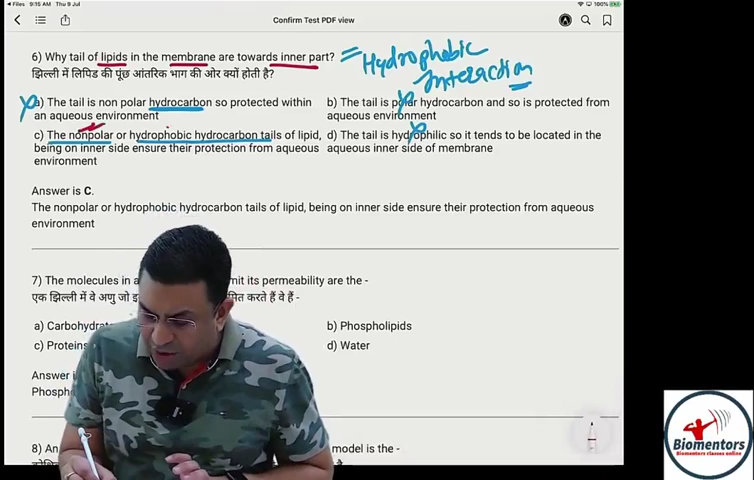 Files 9:15 AM Thu 9 Jul
100%
Confirm Test PDF view
6) Why tail of lipids in the membrane are towards inner part?
= Hydrophobic
Interaction
झिल्ली में लिपिड की पूंछ आंतरिक भाग की ओर क्यों होती है?
a) The tail is non polar hydrocarbon so protected within
an aqueous environment
b) The tail is polar hydrocarbon and so is protected from
aqueous environment
c) The nonpolar or hydrophobic hydrocarbon tails of lipid,
being on inner side ensure their protection from aqueous
environment
d) The tail is hydrophilic so it tends to be located in the
aqueous inner side of membrane
Answer is C.
The nonpolar or hydrophobic hydrocarbon tails of lipid, being on inner side ensure their protection from aqueous
environment
7) The molecules in a mit its permeability are the -
एक झिल्ली में वे अणु जो करते हैं वे हैं -
a)
b) Phospholipids
c) Proteins
d) Water
Answer
8) An model is the -
Biomentors
Biomentors classes online